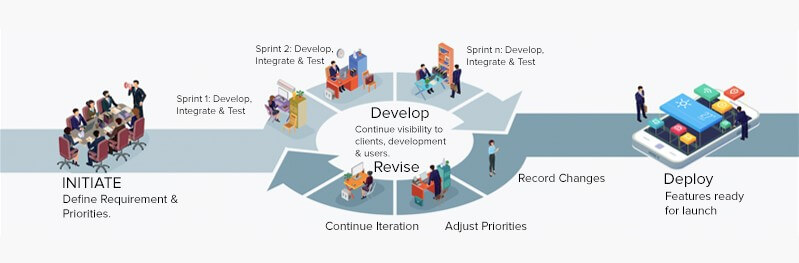 Sprint 2: Develop,
Integrate & Test
Sprint n: Develop,
Integrate & Test
Sprint 1: Develop,
Integrate & Test
Develop
Continue visibility to
clients, development
& users.
Revise
INITIATE
Define Requirement &
Priorities.
Record Changes
Deploy
Features ready
for launch
Continue Iteration
Adjust Priorities